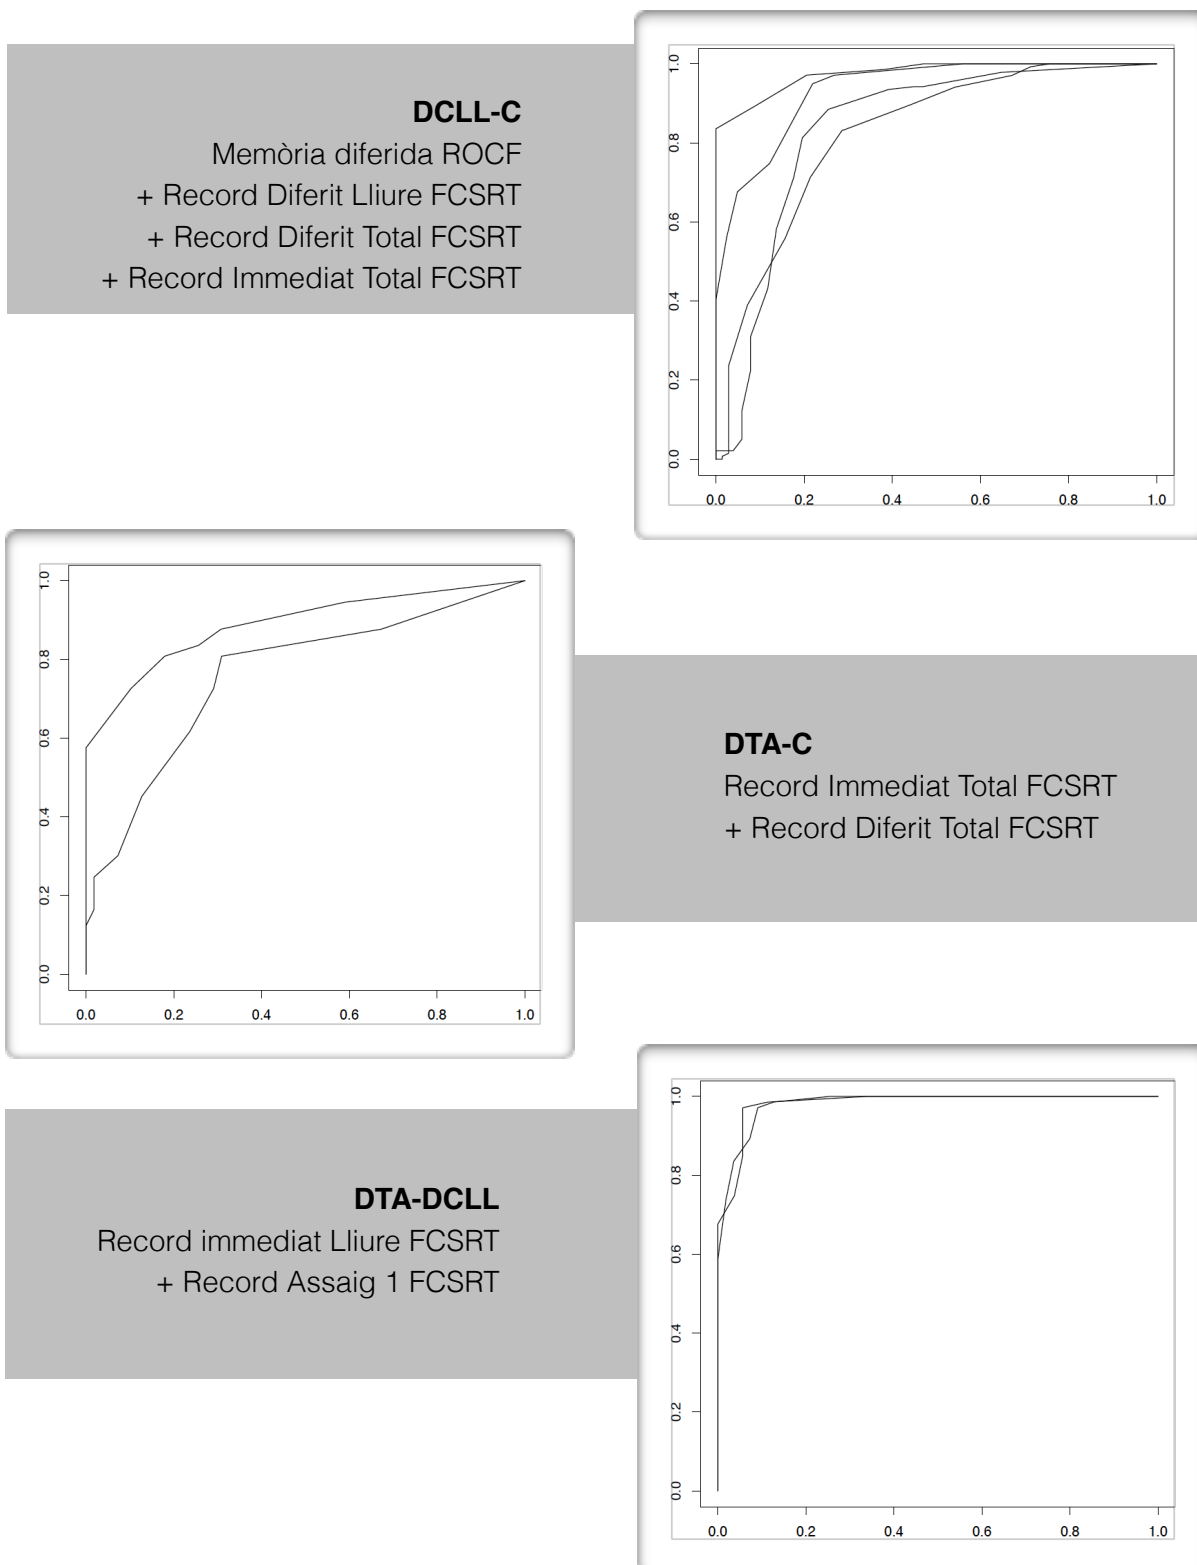 DCLL-C
Memòria diferida ROCF
+ Record Diferit Lliure FCSRT
+ Record Diferit Total FCSRT
+ Record Immediat Total FCSRT
1.0
0.8
0.6
0.4
0.2
0.0
0.0 0.2 0.4 0.6 0.8 1.0
1.0
0.8
0.6
0.4
0.2
0.0
0.0 0.2 0.4 0.6 0.8 1.0
DTA-C
Record Immediat Total FCSRT
+ Record Diferit Total FCSRT
DTA-DCLL
Record immediat Lliure FCSRT
+ Record Assaig 1 FCSRT
1.0
0.8
0.6
0.4
0.2
0.0
0.0 0.2 0.4 0.6 0.8 1.0